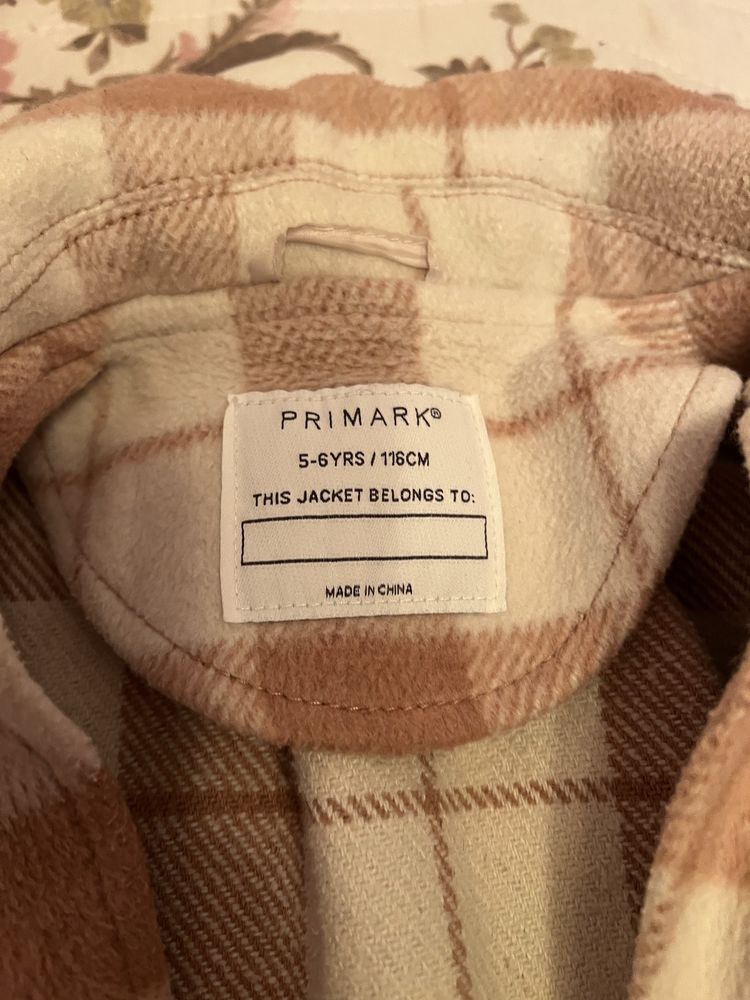 PRIMARK®
5-6YRS / 116CM
THIS JACKET BELONGS TO:
MADE IN CHINA